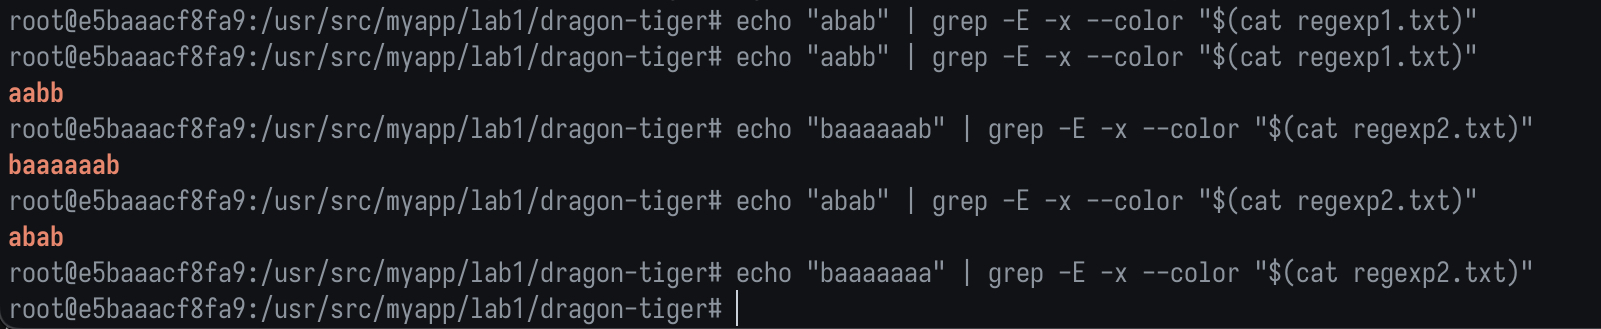 root@e5baaacf8fa9:/usr/src/myapp/lab1/dragon-tiger# echo "abab" | grep -E -x --color "$(cat regexp1.txt)"
root@e5baaacf8fa9:/usr/src/myapp/lab1/dragon-tiger# echo "aabb" | grep -E -x --color "$(cat regexp1.txt)"
aabb
root@e5baaacf8fa9:/usr/src/myapp/lab1/dragon-tiger# echo "baaaaaab" | grep -E -x --color "$(cat regexp2.txt)"
baaaaaab
root@e5baaacf8fa9:/usr/src/myapp/lab1/dragon-tiger# echo "abab" | grep -E -x --color "$(cat regexp2.txt)"
abab
root@e5baaacf8fa9:/usr/src/myapp/lab1/dragon-tiger# echo "baaaaaaa" | grep -E -x --color "$(cat regexp2.txt)"
root@e5baaacf8fa9:/usr/src/myapp/lab1/dragon-tiger#